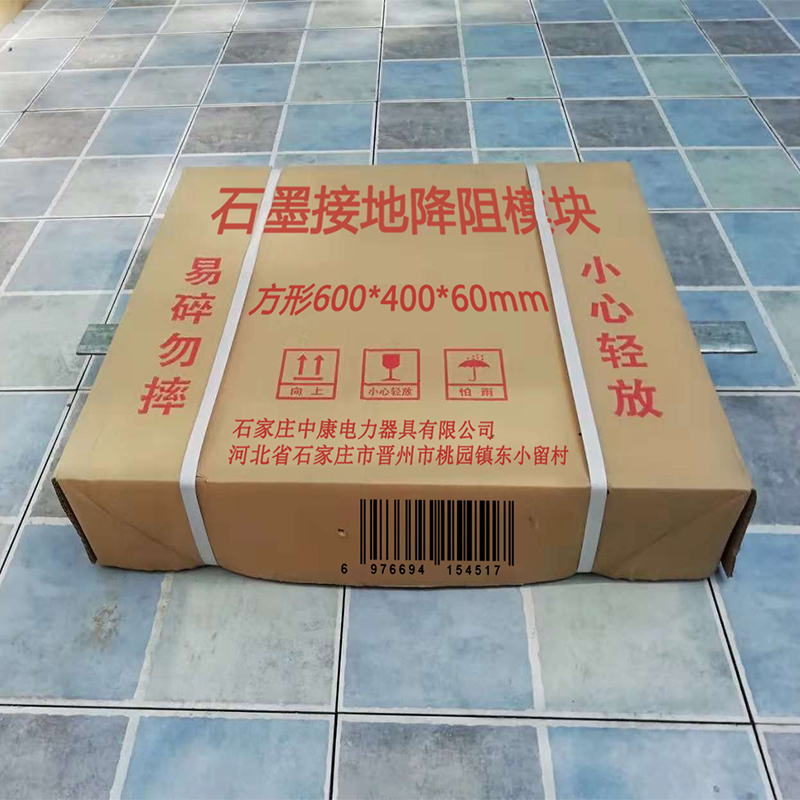 石墨接地降阻模块
易碎勿摔
小心轻放
方形600*400*60mm
向上
小心轻放
怕雨
石家庄中康电力器具有限公司
河北省石家庄市晋州市桃园镇东小留村
6 976694 154517